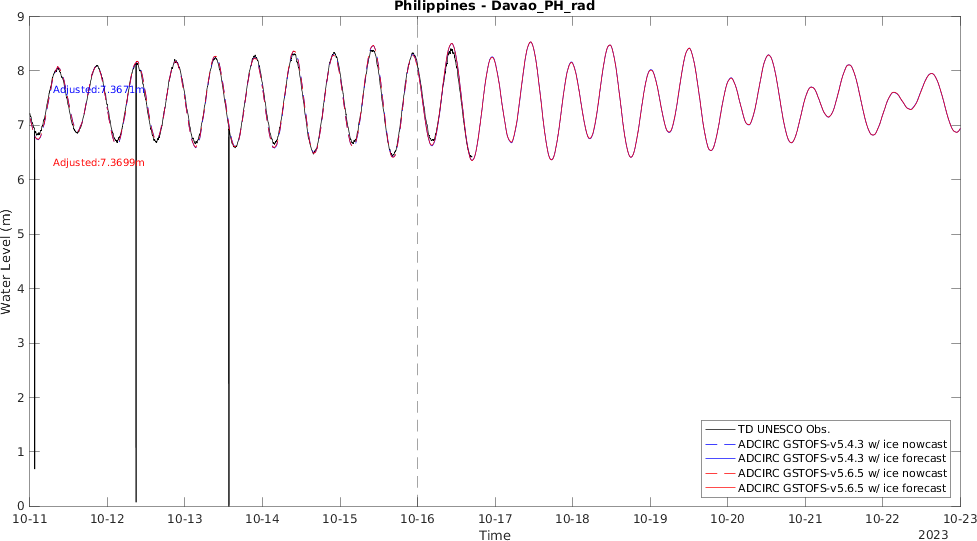 Philippines - Davao_PH_rad
9
8
7
6
5
4
3
2
1
0
Water Level (m)
Adjusted:7.3671m
Adjusted:7.3699m
TD UNESCO Obs.
ADCIRC GSTOFS-v5.4.3 w/ ice nowcast
ADCIRC GSTOFS-v5.4.3 w/ ice forecast
ADCIRC GSTOFS-v5.6.5 w/ ice nowcast
ADCIRC GSTOFS-v5.6.5 w/ ice forecast
10-11 10-12 10-13 10-14 10-15 10-16 10-17 10-18 10-19 10-20 10-21 10-22 10-23
Time
2023